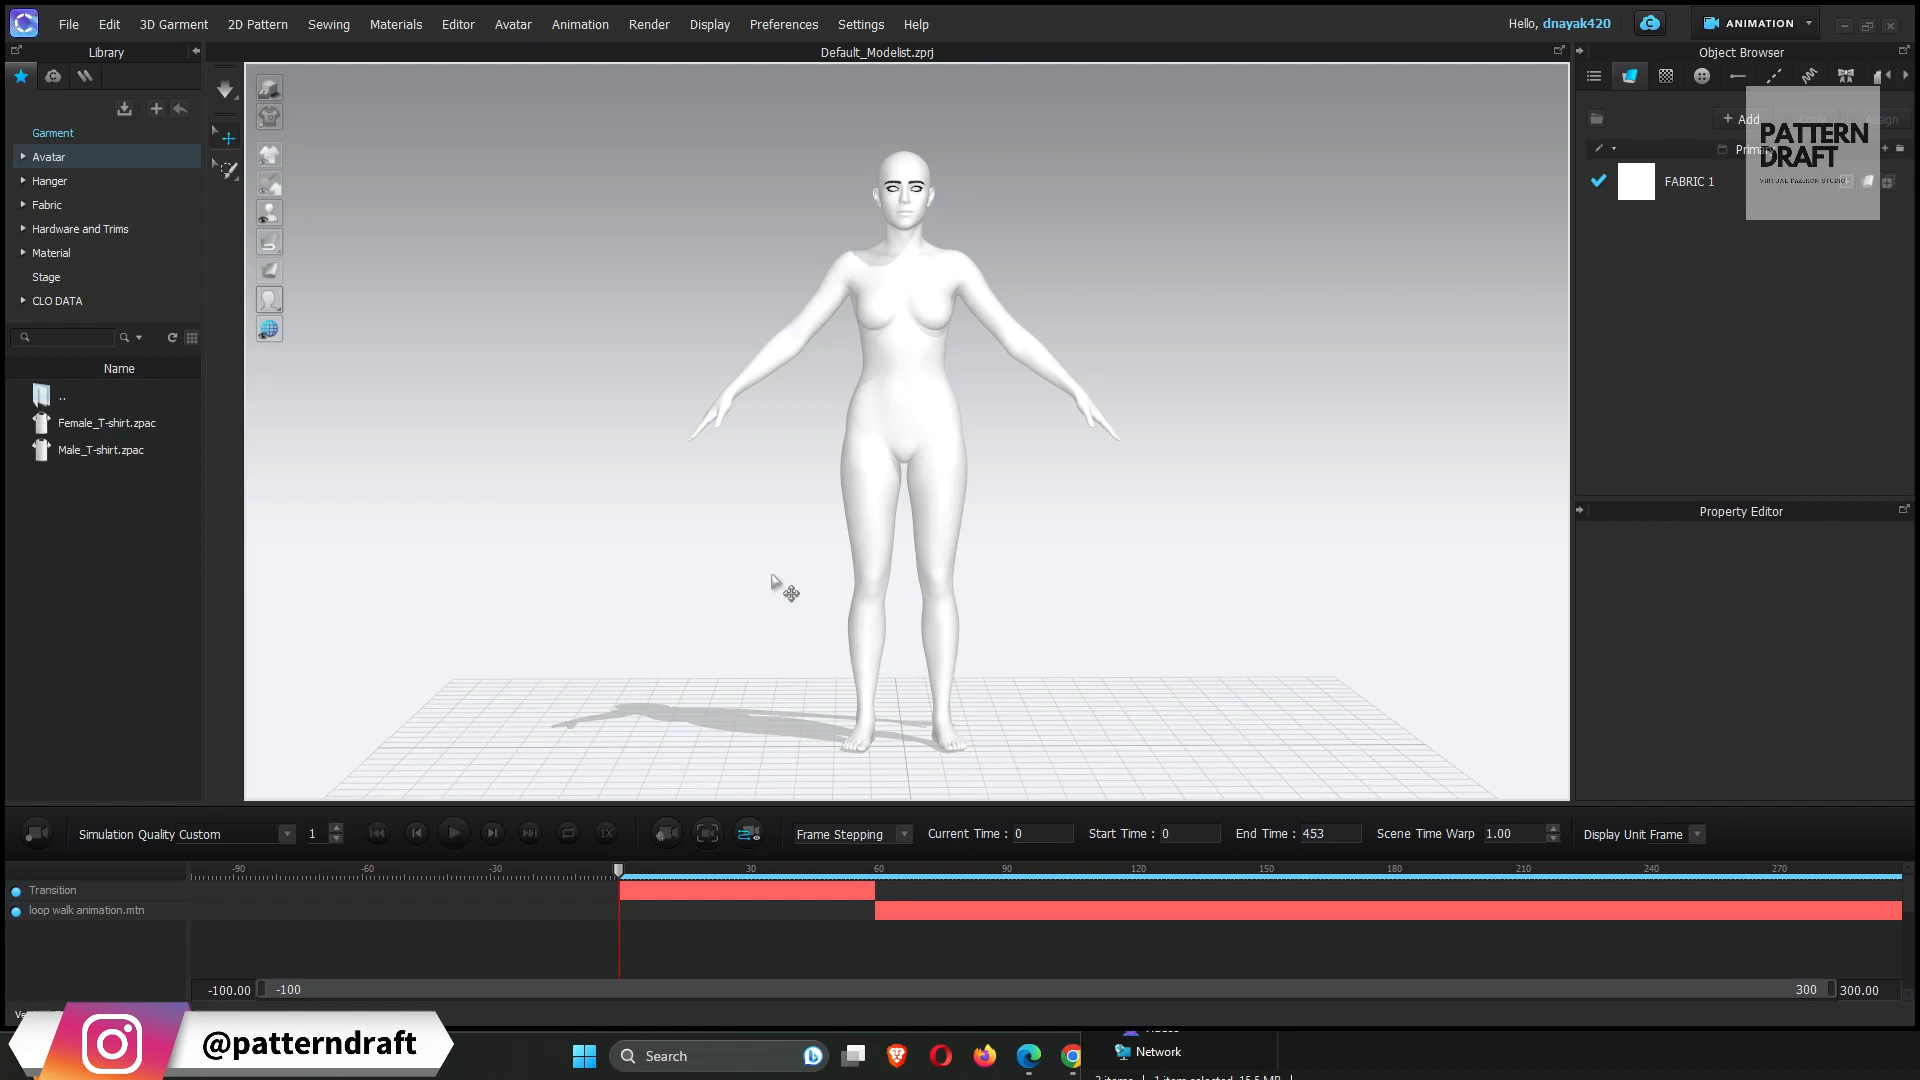 File Edit 3D Garment 2D Pattern Sewing Materials Editor Avatar Animation Render Display Preferences Settings Help
Hello, dnayak420
ANIMATION
Library
Default_Modelist.zprj
Object Browser
Garment
Avatar
Hanger
Fabric
Hardware and Trims
Material
Stage
CLO DATA
Name
..
Female_T-shirt.zpac
Male_T-shirt.zpac
+ Add
PATTERN
DRAFT
VIRTUAL FASHION STUDIO
FABRIC 1
Property Editor
Simulation Quality Custom 1
1X
Frame Stepping
Current Time : 0
Start Time : 0
End Time : 453
Scene Time Warp 1.00
Display Unit Frame
-90 -60 -30 30 60 90 120 150 180 210 240 270
Transition
loop walk animation.mtn
-100.00 -100 300 300.00
@patterndraft
Search
Network